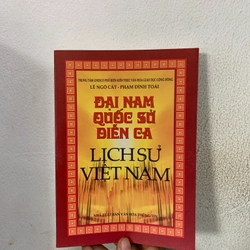 LÊ NGÔ CÁT - PHẠM ĐÌNH TOÁI
ĐẠI NAM
QUỐC SỬ
DIỄN CA
LỊCH SỬ
VIỆT NAM